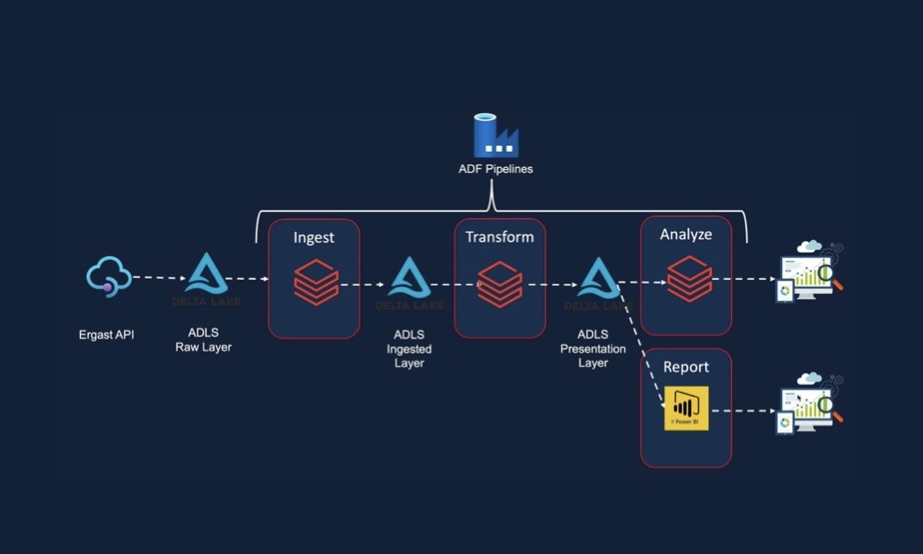 ADF Pipelines
Ingest
Transform
Analyze
DELTA LAKE
DELTA LAKE
DELTA LAKE
Ergast API
ADLS
Raw Layer
ADLS
Ingested
Layer
ADLS
Presentation
Layer
Report
Power BI